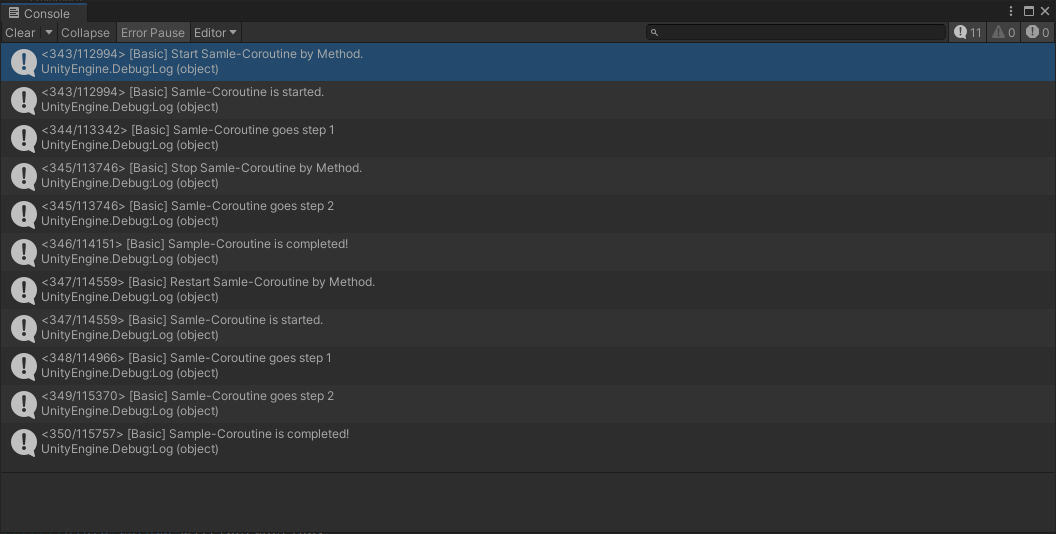 Console
Clear Collapse Error Pause Editor 11 0 0
<343/112994> [Basic] Start Samle-Coroutine by Method.
UnityEngine.Debug:Log (object)
<343/112994> [Basic] Samle-Coroutine is started.
UnityEngine.Debug:Log (object)
<344/113342> [Basic] Samle-Coroutine goes step 1
UnityEngine.Debug:Log (object)
<345/113746> [Basic] Stop Samle-Coroutine by Method.
UnityEngine.Debug:Log (object)
<345/113746> [Basic] Samle-Coroutine goes step 2
UnityEngine.Debug:Log (object)
<346/114151> [Basic] Sample-Coroutine is completed!
UnityEngine.Debug:Log (object)
<347/114559> [Basic] Restart Samle-Coroutine by Method.
UnityEngine.Debug:Log (object)
<347/114559> [Basic] Samle-Coroutine is started.
UnityEngine.Debug:Log (object)
<348/114966> [Basic] Samle-Coroutine goes step 1
UnityEngine.Debug:Log (object)
<349/115370> [Basic] Samle-Coroutine goes step 2
UnityEngine.Debug:Log (object)
<350/115757> [Basic] Sample-Coroutine is completed!
UnityEngine.Debug:Log (object)